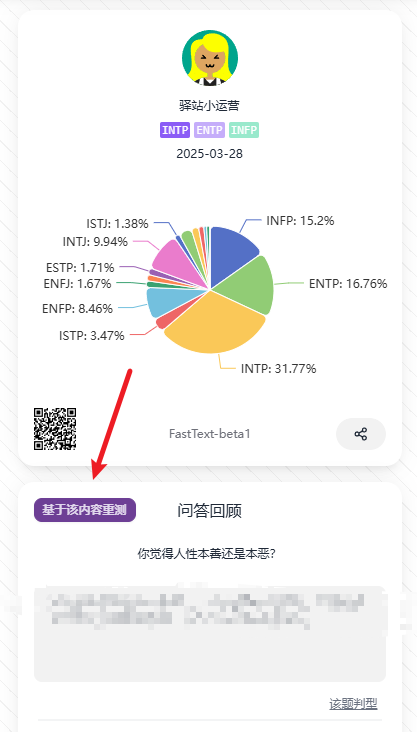 驿站小运营
INTP ENTP INFP
2025-03-28
ISTJ: 1.38%
INFP: 15.2%
INTJ: 9.94%
ESTP: 1.71%
ENFJ: 1.67%
ENTP: 16.76%
ENFP: 8.46%
ISTP: 3.47%
INTP: 31.77%
FastText-beta1
基于该内容重测
问答回顾
你觉得人性本善还是本恶?
该题判型